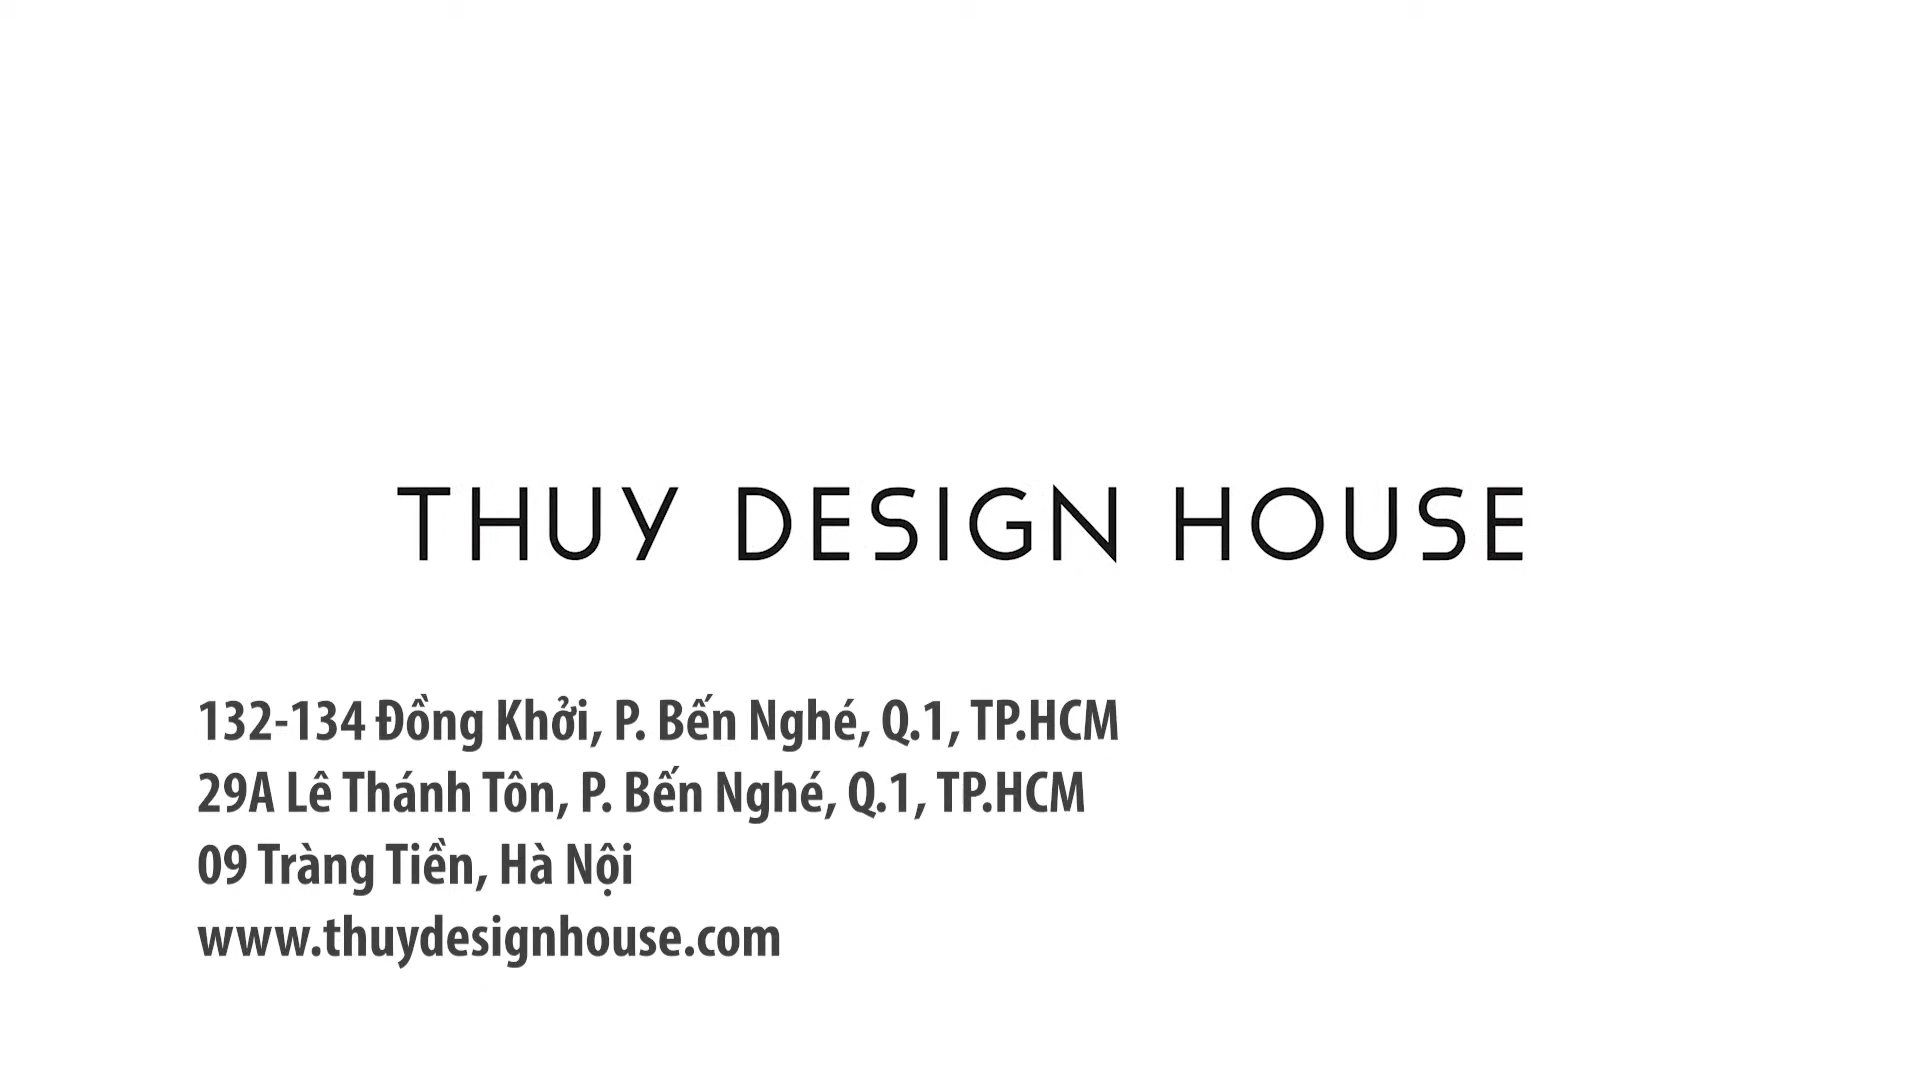 THUY DESIGN HOUSE
132-134 Đồng Khởi, P. Bến Nghé, Q.1, TP.HCM
29A Lê Thánh Tôn, P. Bến Nghé, Q.1, TP.HCM
09 Tràng Tiền, Hà Nội
www.thuydesignhouse.com